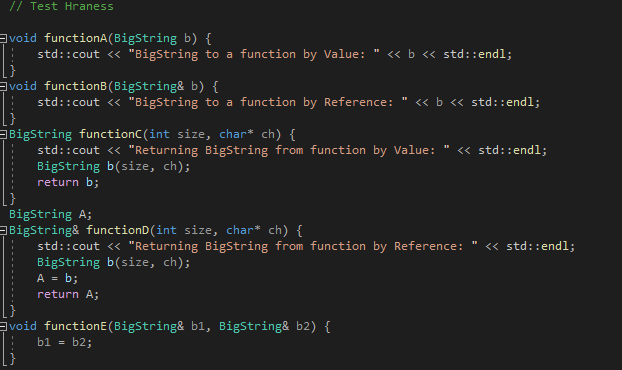 // Test Hraness
void functionA(BigString b) {
std::cout << "BigString to a function by Value: " << b << std::endl;
}
void functionB(BigString& b) {
std::cout << "BigString to a function by Reference: " << b << std::endl;
}
BigString functionC(int size, char* ch) {
std::cout << "Returning BigString from function by Value: " << std::endl;
BigString b(size, ch);
return b;
}
BigString A;
BigString& functionD(int size, char* ch) {
std::cout << "Returning BigString from function by Reference: " << std::endl;
BigString b(size, ch);
A = b;
return A;
}
void functionE(BigString& b1, BigString& b2) {
b1 = b2;
}